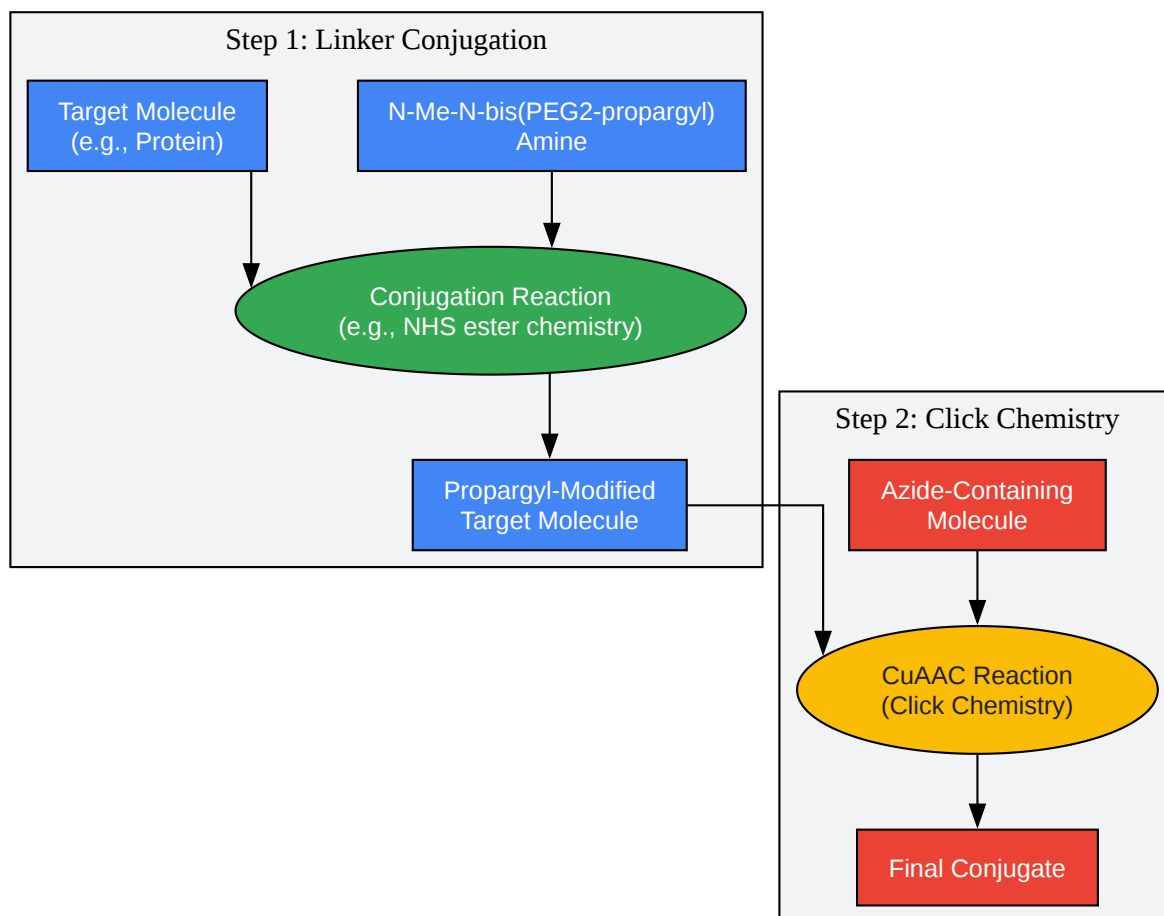 Step 1: Linker Conjugation
Target Molecule
(e.g., Protein)
N-Me-N-bis(PEG2-propargyl)
Amine
Conjugation Reaction
(e.g., NHS ester chemistry)
Propargyl-Modified
Target Molecule
Step 2: Click Chemistry
Azide-Containing
Molecule
CuAAC Reaction
(Click Chemistry)
Final Conjugate